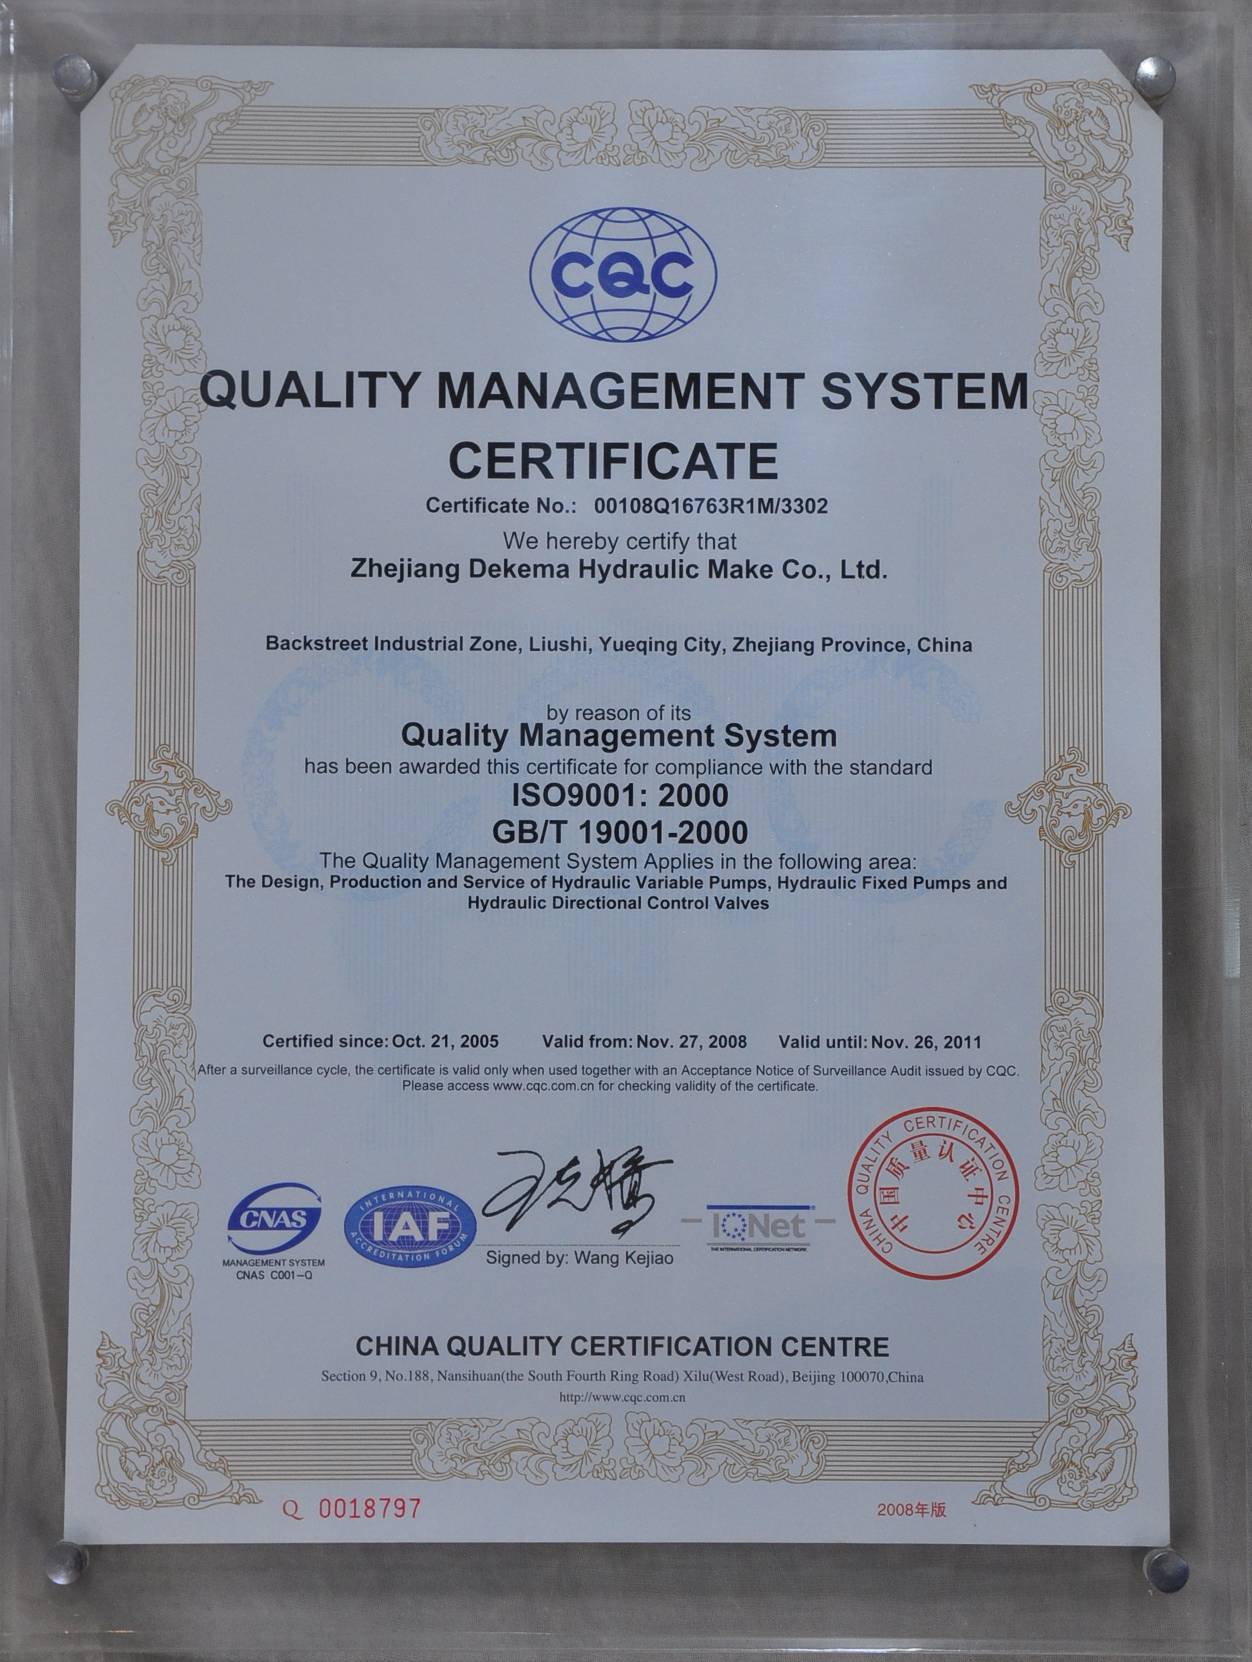 CQC
QUALITY MANAGEMENT SYSTEM
CERTIFICATE
Certificate No.: 00108Q16763R1M/3302
We hereby certify that
Zhejiang Dekema Hydraulic Make Co., Ltd.
Backstreet Industrial Zone, Liushi, Yueqing City, Zhejiang Province, China
by reason of its
Quality Management System
has been awarded this certificate for compliance with the standard
ISO9001: 2000
GB/T 19001-2000
The Quality Management System Applies in the following area:
The Design, Production and Service of Hydraulic Variable Pumps, Hydraulic Fixed Pumps and
Hydraulic Directional Control Valves
Certified since: Oct. 21, 2005 Valid from: Nov. 27, 2008 Valid until: Nov. 26, 2011
After a surveillance cycle, the certificate is valid only when used together with an Acceptance Notice of Surveillance Audit issued by CQC.
Please access www.cqc.com.cn for checking validity of the certificate.
CNAS
MANAGEMENT SYSTEM
CNAS C001-Q
INTERNATIONAL
IAF
ACCREDITATION FORUM
Signed by: Wang Kejiao
IQNet
THE INTERNATIONAL CERTIFICATION NETWORK
CHINA QUALITY CERTIFICATION CENTRE
中国质量认证中心
CHINA QUALITY CERTIFICATION CENTRE
Section 9, No.188, Nansihuan(the South Fourth Ring Road) Xilu(West Road), Beijing 100070,China
http://www.cqc.com.cn
Q 0018797
2008年版